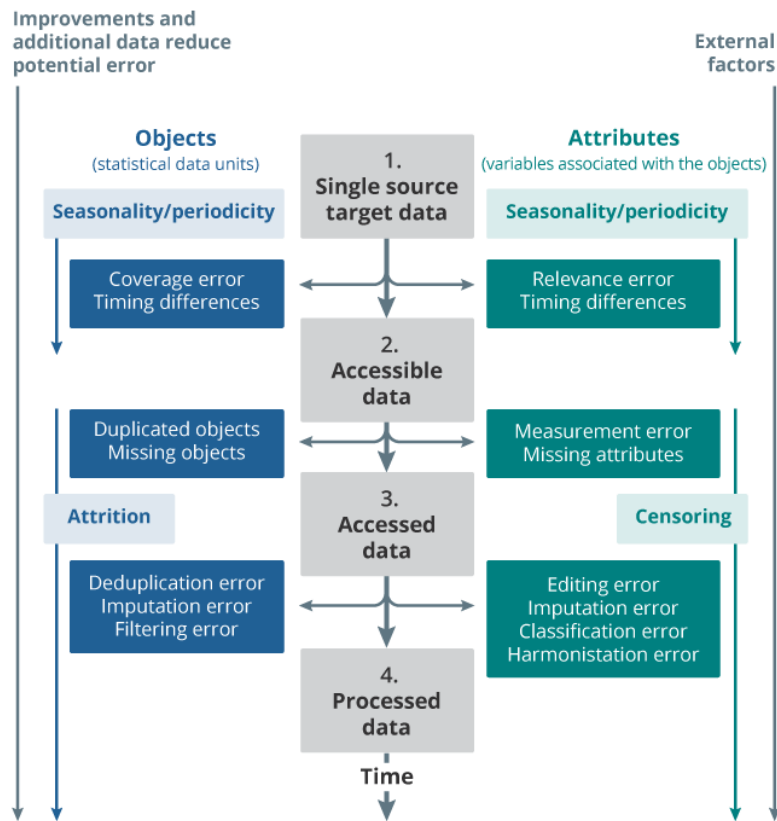 Improvements and
additional data reduce
potential error
External
factors
Objects
(statistical data units)
Attributes
(variables associated with the objects)
1.
Single source
target data
Seasonality/periodicity
Seasonality/periodicity
Coverage error
Timing differences
Relevance error
Timing differences
2.
Accessible
data
Duplicated objects
Missing objects
Measurement error
Missing attributes
3.
Accessed
data
Attrition
Censoring
Deduplication error
Imputation error
Filtering error
Editing error
Imputation error
Classification error
Harmonistation error
4.
Processed
data
Time